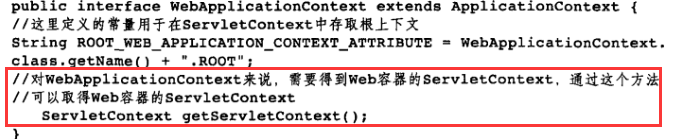 public interface WebApplicationContext extends ApplicationContext {
//这里定义的常量用于在ServletContext中存取根上下文
String ROOT_WEB_APPLICATION_CONTEXT_ATTRIBUTE = WebApplicationContext.
class.getName() + ".ROOT";
//对WebApplicationContext来说，需要得到Web容器的ServletContext，通过这个方法
//可以取得Web容器的ServletContext
ServletContext getServletContext();
}